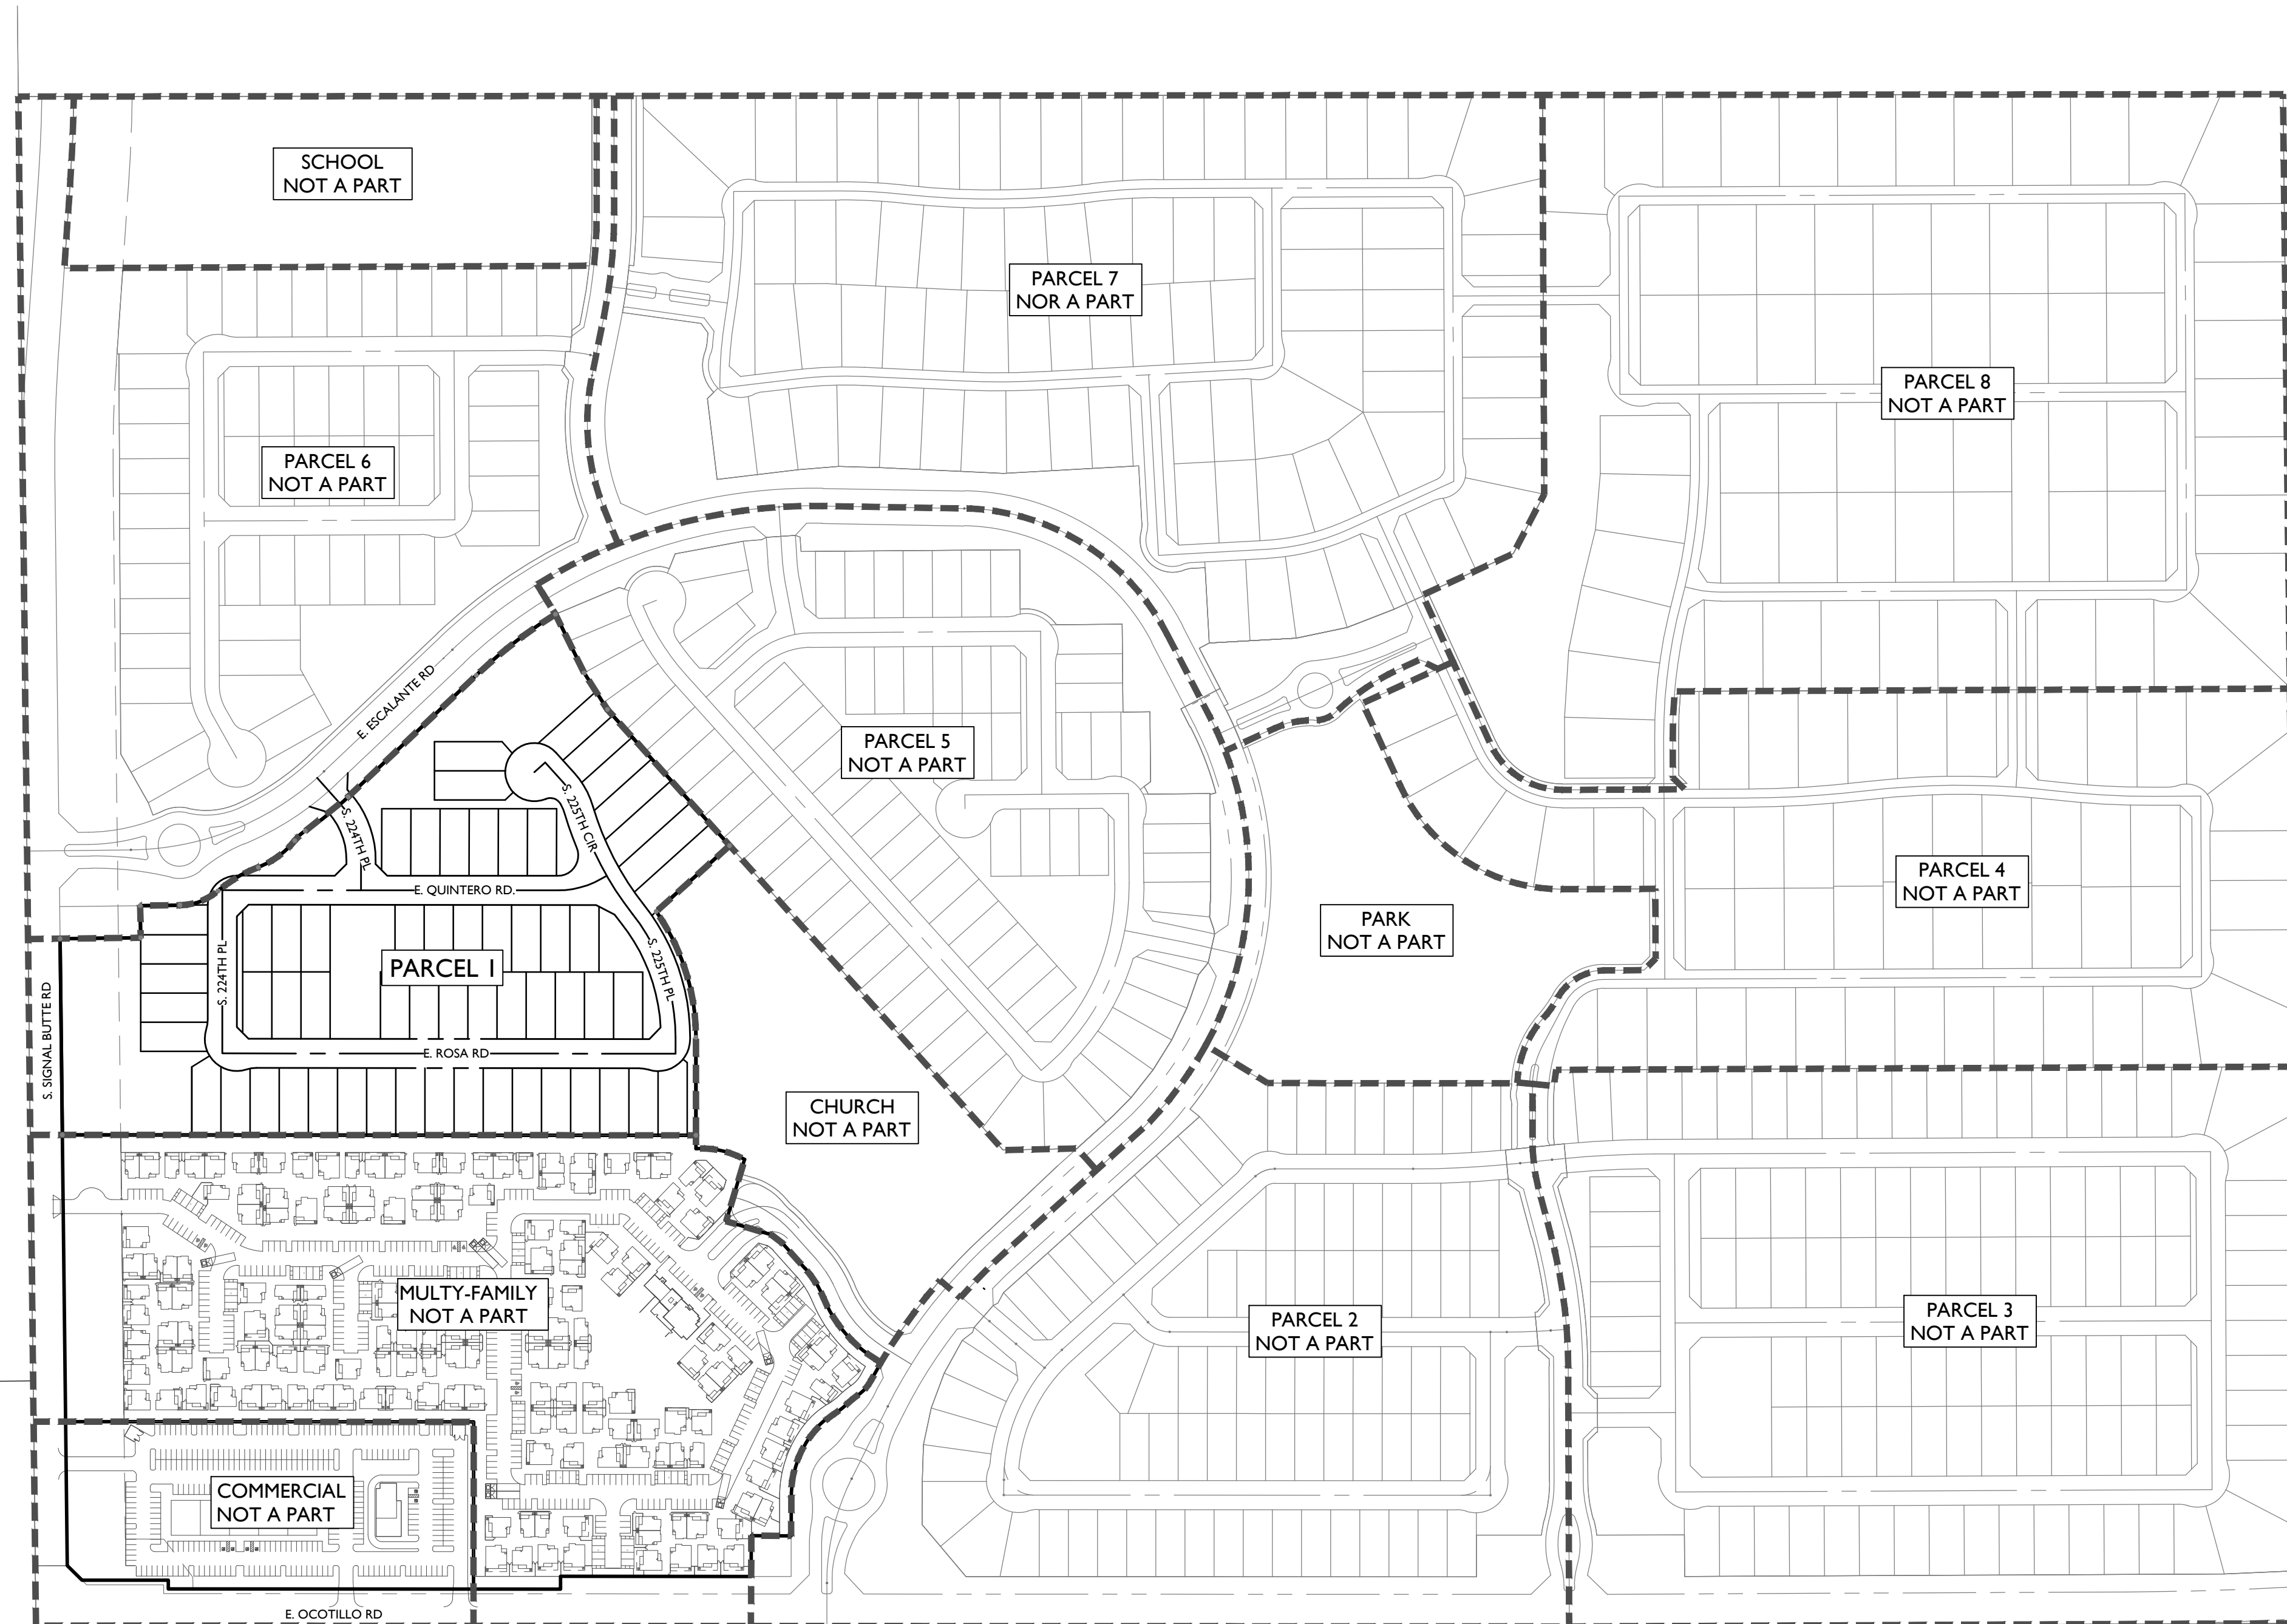 SCHOOL
NOT A PART
PARCEL 7
NOR A PART
PARCEL 8
NOT A PART
PARCEL 6
NOT A PART
E. ESCALANTE RD
PARCEL 5
NOT A PART
S. 225TH CIR
S. 224TH PL
E. QUINTERO RD.
PARCEL 4
NOT A PART
PARK
NOT A PART
PARCEL 1
S. 224TH PL
S. 225TH PL
S. SIGNAL BUTTE RD
E. ROSA RD
CHURCH
NOT A PART
MULTY-FAMILY
NOT A PART
PARCEL 2
NOT A PART
PARCEL 3
NOT A PART
COMMERCIAL
NOT A PART
E. OCOTILLO RD